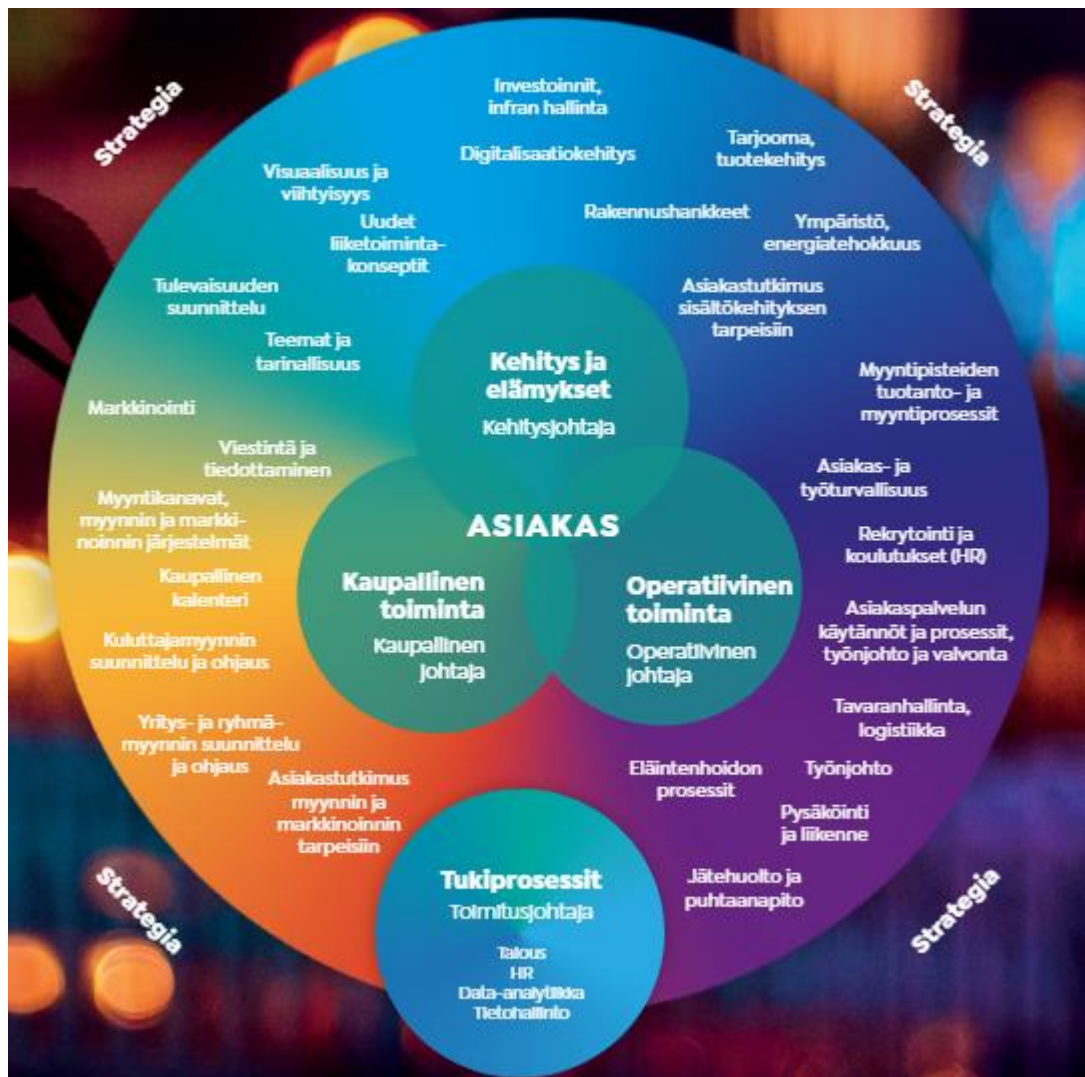 Strategia
Strategia
Investoinnit,
infran hallinta
Digitalisaatiokehitys
Tarjooma,
tuotekehitys
Visuaalisuus ja
viihtyisyys
Rakennushankkeet
Uudet
liiketoiminta-
konseptit
Ympäristö,
energiatehokkuus
Tulevaisuuden
suunnittelu
Asiakastutkimus
sisältökehityksen
tarpeisiin
Teemat ja
tarinallisuus
Kehitys ja
elämykset
Kehitysjohtaja
Myyntipisteiden
tuotanto- ja
myyntiprosessit
Markkinointi
Viestintä ja
tiedottaminen
Asiakas- ja
työturvallisuus
Myyntikanavat,
myynnin ja markki-
noinnin järjestelmät
ASIAKAS
Rekrytointi ja
koulutukset (HR)
Kaupallinen
kalenteri
Kaupallinen
toiminta
Kaupallinen
johtaja
Operatiivinen
toiminta
Operatiivinen
johtaja
Asiakaspalvelun
käytännöt ja prosessit,
työnjohto ja valvonta
Kuluttajamyynnin
suunnittelu ja ohjaus
Tavaranhallinta,
logistiikka
Yritys- ja ryhmä-
myynnin suunnittelu
ja ohjaus
Eläintenhoidon
prosessit
Työnjohto
Asiakastutkimus
myynnin ja
markkinoinnin
tarpeisiin
Pysäköinti
ja liikenne
Jätehuolto ja
puhtaanapito
Tukiprosessit
Toimitusjohtaja
Talous
HR
Data-analytiikka
Tietohallinto
Strategia
Strategia